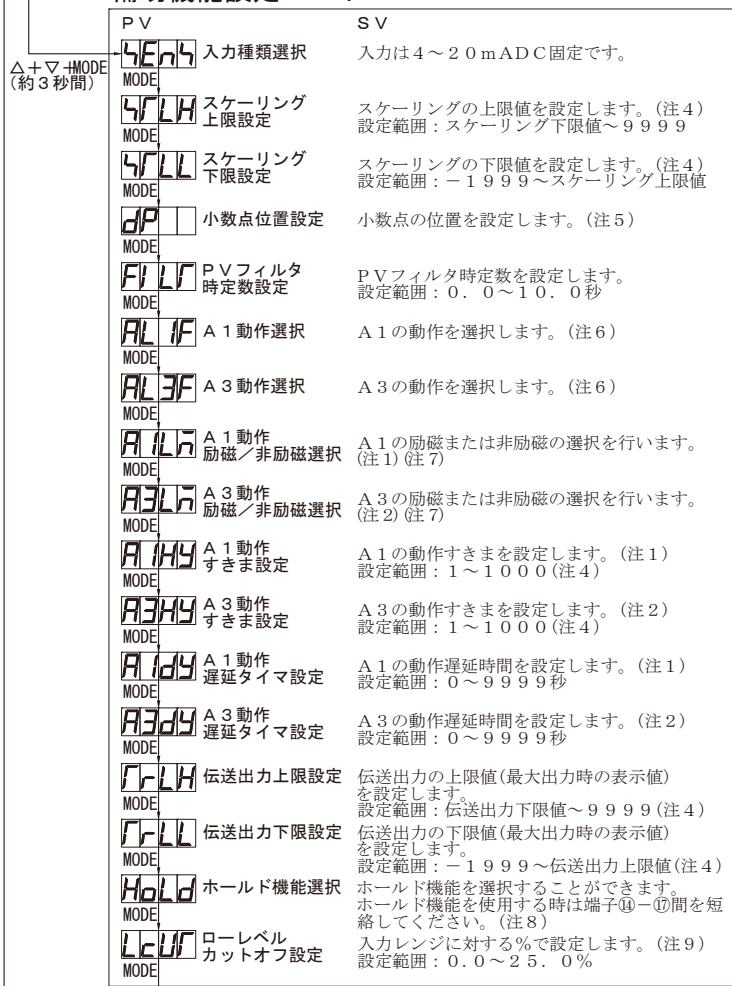 PV SV
△+▽+MODE
(約3秒間)
入力種類選択 入力は4～20mADC固定です。
MODE
スケーリング
上限設定
スケーリングの上限値を設定します。(注4)
設定範囲：スケーリング下限値～9999
MODE
スケーリング
下限設定
スケーリングの下限値を設定します。(注4)
設定範囲：－1999～スケーリング上限値
MODE
dP 小数点位置設定 小数点の位置を設定します。(注5)
MODE
FILT PVフィルタ
時定数設定
PVフィルタ時定数を設定します。
設定範囲：0．0～10．0秒
MODE
AL1F A1動作選択 A1の動作を選択します。(注6)
MODE
AL3F A3動作選択 A3の動作を選択します。(注6)
MODE
A1動作
励磁／非励磁選択
A1の励磁または非励磁の選択を行います。
(注1)(注7)
MODE
A3動作
励磁／非励磁選択
A3の励磁または非励磁の選択を行います。
(注2)(注7)
MODE
A1HY A1動作
すきま設定
A1の動作すきまを設定します。(注1)
設定範囲：1～1000(注4)
MODE
A3HY A3動作
すきま設定
A3の動作すきまを設定します。(注2)
設定範囲：1～1000(注4)
MODE
A1dY A1動作
遅延タイマ設定
A1の動作遅延時間を設定します。(注1)
設定範囲：0～9999秒
MODE
A3dY A3動作
遅延タイマ設定
A3の動作遅延時間を設定します。(注2)
設定範囲：0～9999秒
MODE
TrLH 伝送出力上限設定 伝送出力の上限値(最大出力時の表示値)
を設定します。
設定範囲：伝送出力下限値～9999(注4)
MODE
TrLL 伝送出力下限設定 伝送出力の下限値(最大出力時の表示値)
を設定します。
設定範囲：－1999～伝送出力上限値(注4)
MODE
HoLd ホールド機能選択 ホールド機能を選択することができます。
ホールド機能を使用する時は端子⑭－⑰間を短
絡してください。(注8)
MODE
LcUT ローレベル
カットオフ設定
入力レンジに対する%で設定します。(注9)
設定範囲：0.0～25．0%
MODE